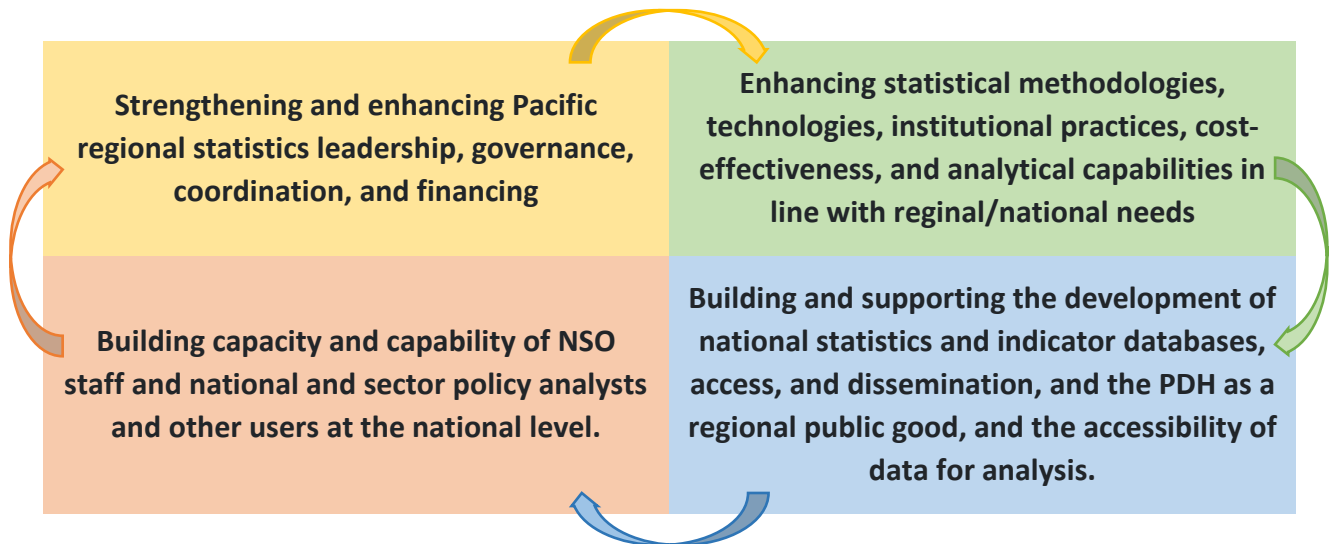 Strengthening and enhancing Pacific
regional statistics leadership, governance,
coordination, and financing
Enhancing statistical methodologies,
technologies, institutional practices, cost-
effectiveness, and analytical capabilities in
line with reginal/national needs
Building capacity and capability of NSO
staff and national and sector policy analysts
and other users at the national level.
Building and supporting the development of
national statistics and indicator databases,
access, and dissemination, and the PDH as a
regional public good, and the accessibility of
data for analysis.